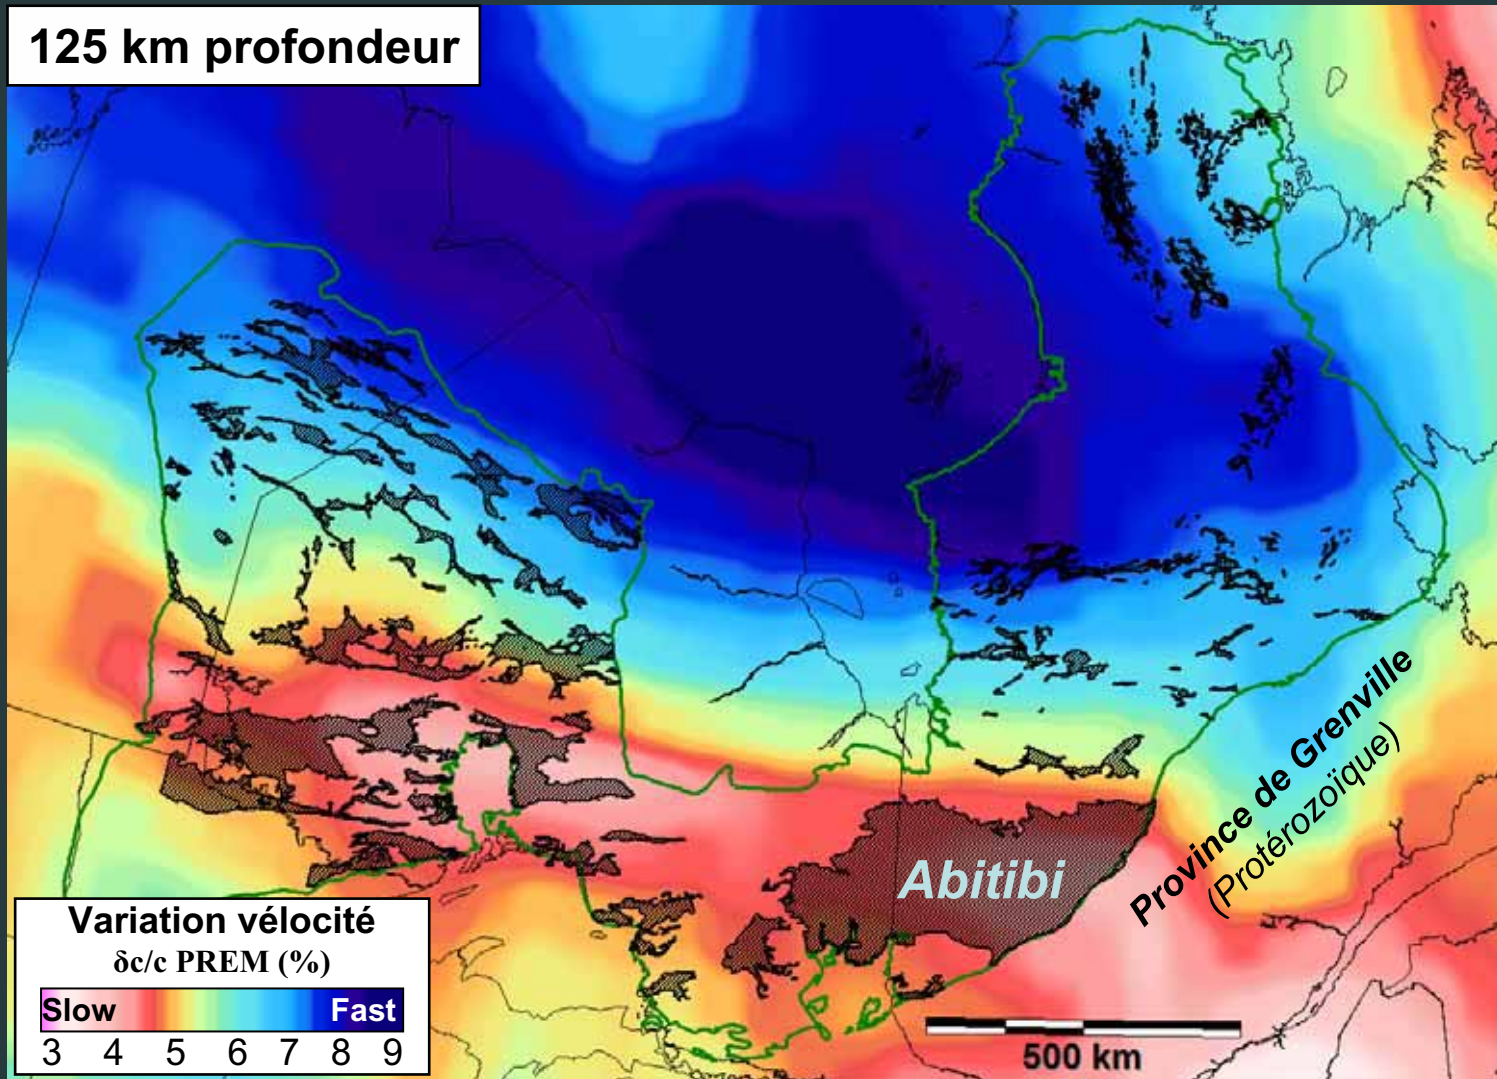 125 km profondeur
Abitibi
Province de Grenville
(Protérozoïque)
Variation vélocité
δc/c PREM (%)
Slow Fast
3 4 5 6 7 8 9
500 km